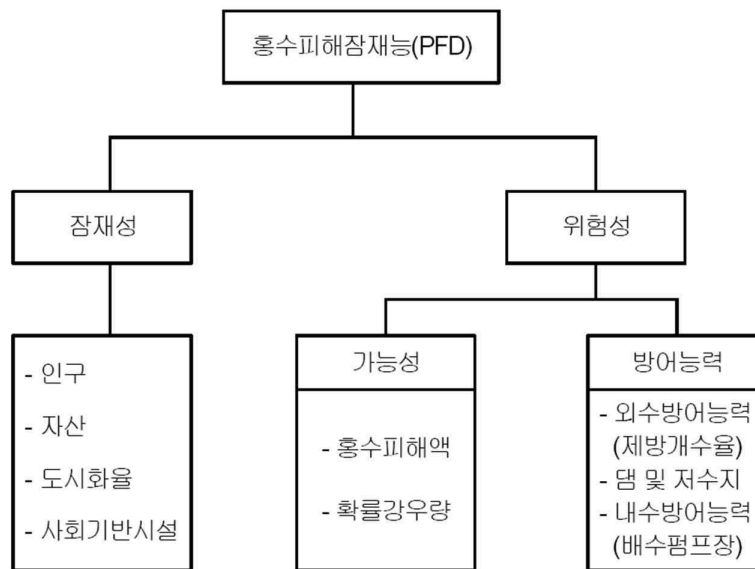 홍수피해잠재능(PFD)
잠재성
위험성
- 인구
- 자산
- 도시화율
- 사회기반시설
가능성
- 홍수피해액
- 확률강우량
방어능력
- 외수방어능력
(제방개수율)
- 댐 및 저수지
- 내수방어능력
(배수펌프장)